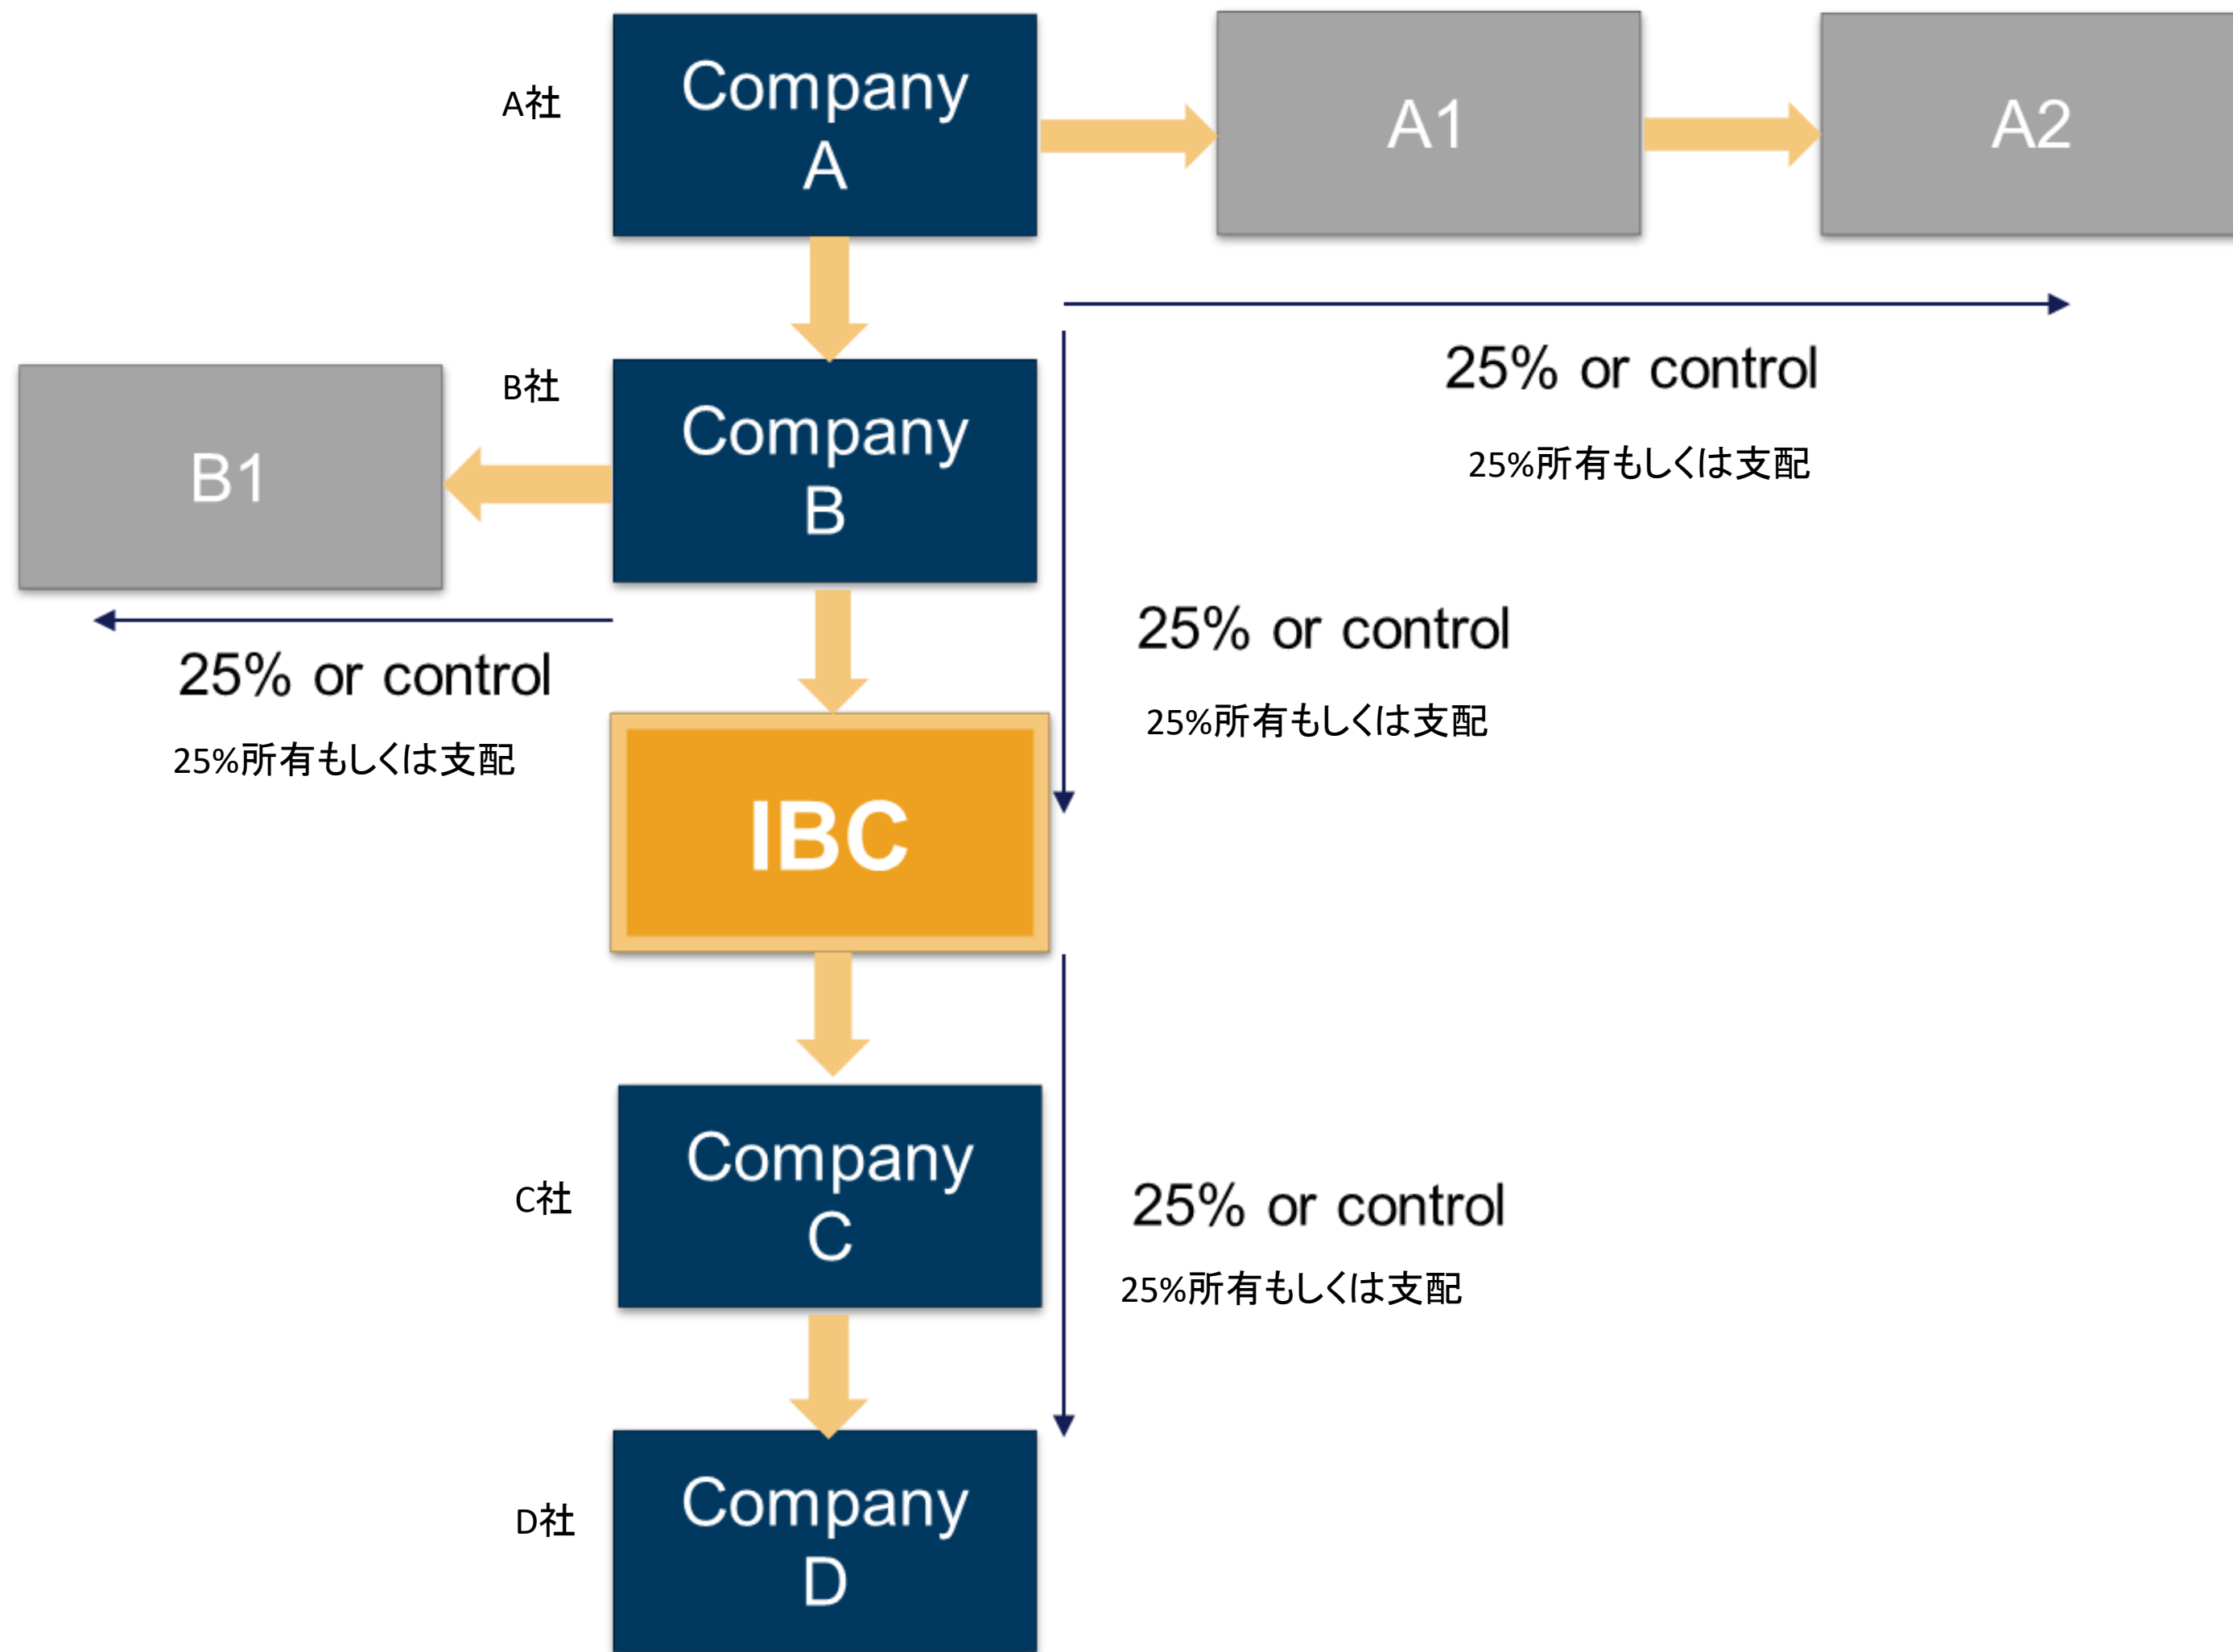 A社
Company
A
A1
A2
25% or control
25%所有もしくは支配
B社
Company
B
B1
25% or control
25%所有もしくは支配
25% or control
25%所有もしくは支配
IBC
C社
Company
C
25% or control
25%所有もしくは支配
D社
Company
D